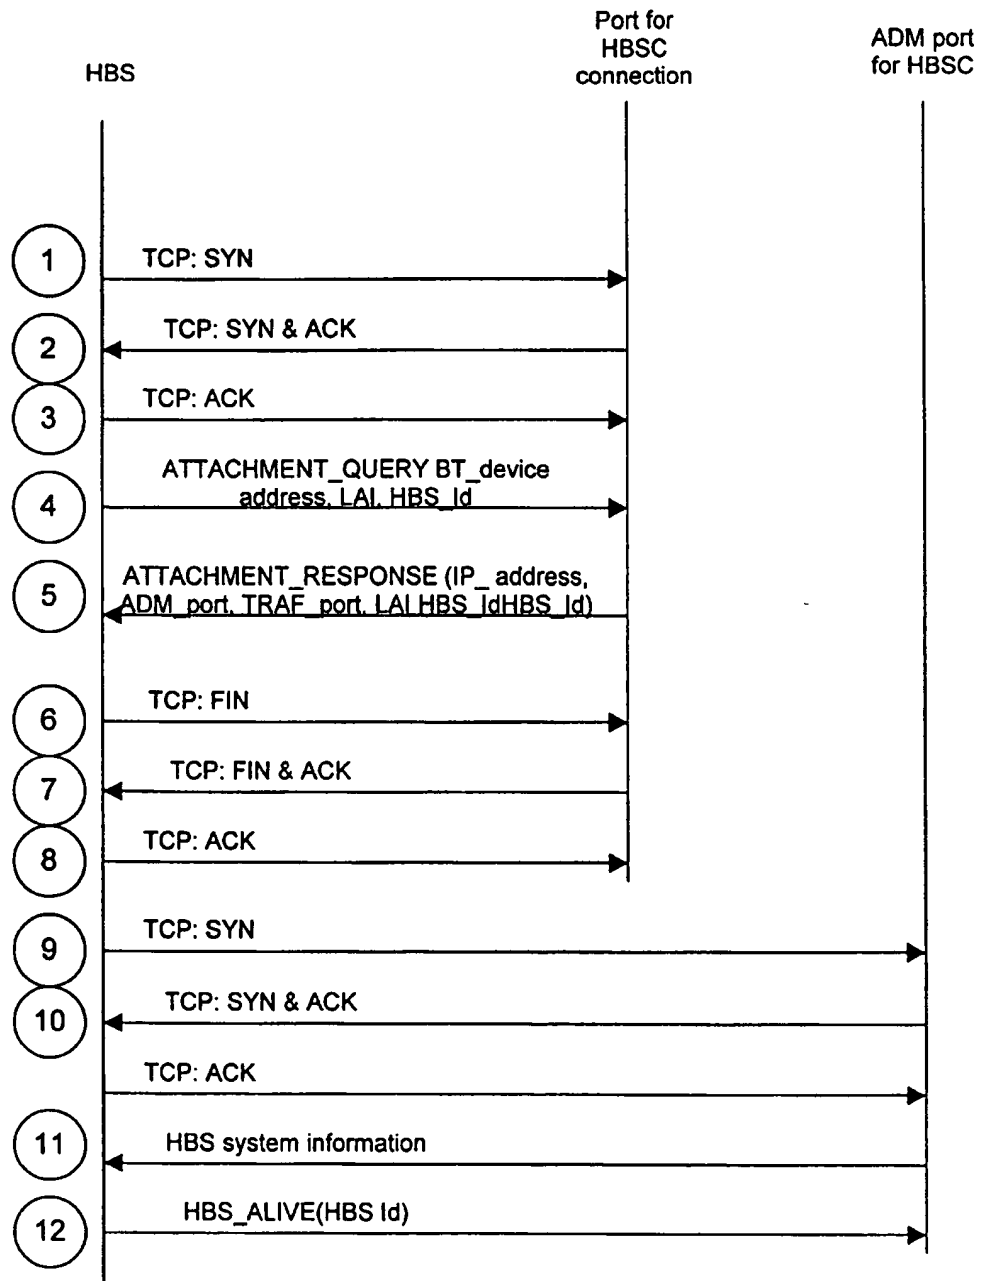 Port for
HBSC
connection
ADM port
for HBSC
HBS
1
TCP: SYN
2
TCP: SYN & ACK
3
TCP: ACK
4
ATTACHMENT_QUERY BT_device
address, LAI, HBS_Id
5
ATTACHMENT_RESPONSE (IP_ address,
ADM_port, TRAF_port, LAI HBS_IdHBS_Id)
6
TCP: FIN
7
TCP: FIN & ACK
8
TCP: ACK
9
TCP: SYN
10
TCP: SYN & ACK
TCP: ACK
11
HBS system information
12
HBS_ALIVE(HBS Id)